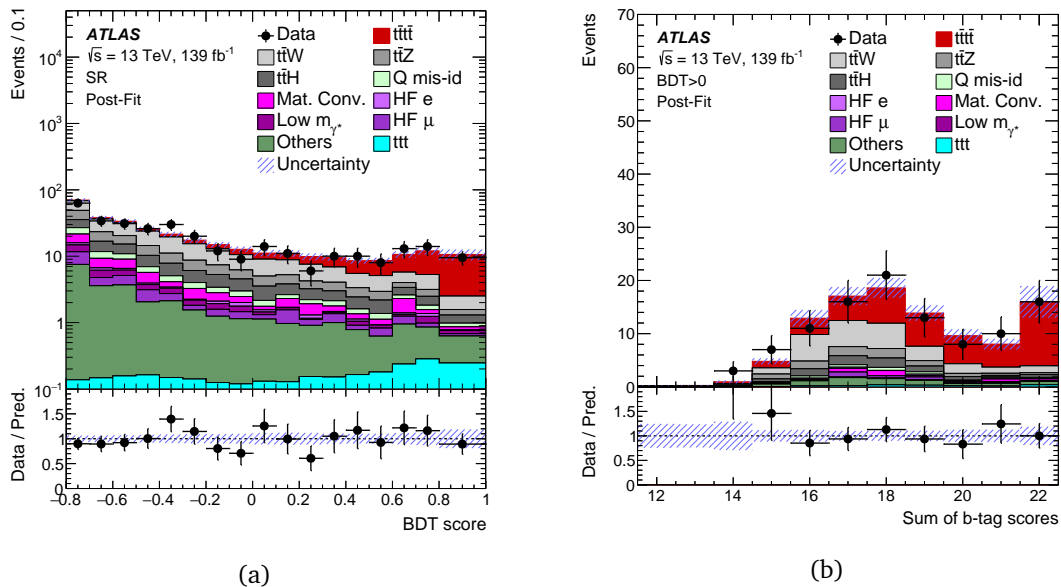 Events / 0.1
10⁴
10³
10²
10
1
10⁻¹
ATLAS
√s = 13 TeV, 139 fb⁻¹
SR
Post-Fit
Data
tt̄tt̄
tt̄W
tt̄Z
tt̄H
Q mis-id
Mat. Conv.
HF e
Low m_γ*
HF μ
Others
ttt
Uncertainty
Data / Pred.
1.5
1
0.5
0
−0.8 −0.6 −0.4 −0.2 0 0.2 0.4 0.6 0.8 1
BDT score
(a)
Events
70
60
50
40
30
20
10
0
ATLAS
√s = 13 TeV, 139 fb⁻¹
BDT>0
Post-Fit
Data
tt̄tt̄
tt̄W
tt̄Z
tt̄H
Q mis-id
HF e
Mat. Conv.
HF μ
Low m_γ*
Others
ttt
Uncertainty
Data / Pred.
1.5
1
0.5
0
12 14 16 18 20 22
Sum of b-tag scores
(b)